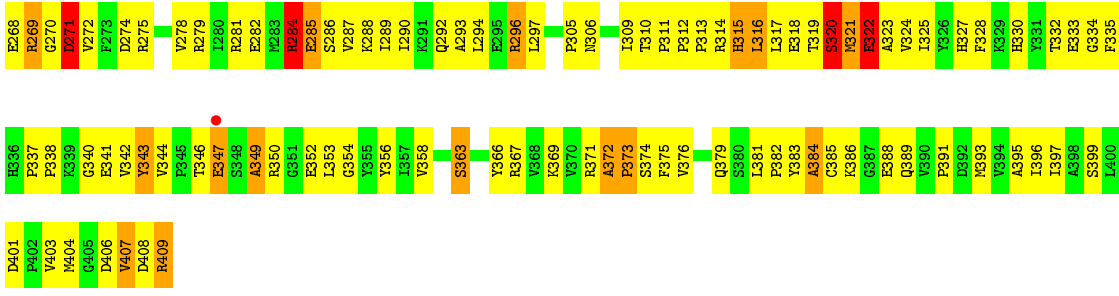 E268 R269 G270 D271 V272 F273 D274 R275 V278 R279 I280 R281 E282 M283 R284 E285 S286 V287 K288 I289 I290 K291 Q292 A293 L294 E295 R296 L297 P305 N306 I309 T310 P311 P312 P313 R314 H315 L316 L317 E318 T319 S320 M321 E322 A323 V324 I325 Y326 H327 F328 K329 H330 Y331 T332 E333 G334 F335
H336 P337 P338 K339 G340 E341 V342 Y343 V344 P345 T346 E347 S348 A349 R350 G351 E352 L353 G354 Y355 Y356 I357 V358 S363 Y366 R367 V368 K369 V370 R371 A372 P373 S374 F375 V376 Q379 S380 L381 P382 Y383 A384 C385 K386 G387 E388 Q389 V390 P391 D392 M393 V394 A395 I396 I397 A398 S399 L400
D401 P402 V403 M404 G405 D406 V407 D408 R409